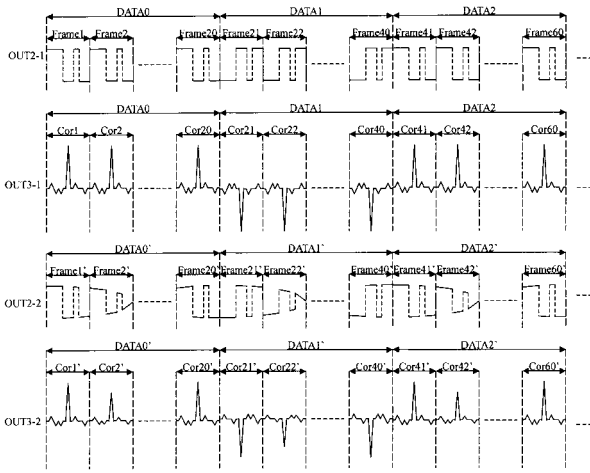 DATA0 DATA1 DATA2
Frame1 Frame2 Frame20 Frame21 Frame22 Frame40 Frame41 Frame42 Frame60
OUT2-1
DATA0 DATA1 DATA2
Cor1 Cor2 Cor20 Cor21 Cor22 Cor40 Cor41 Cor42 Cor60
OUT3-1
DATA0` DATA1` DATA2`
Frame1' Frame2' Frame20' Frame21' Frame22' Frame40' Frame41' Frame42' Frame60'
OUT2-2
DATA0' DATA1` DATA2`
Cor1' Cor2' Cor20' Cor21' Cor22' Cor40' Cor41' Cor42' Cor60'
OUT3-2